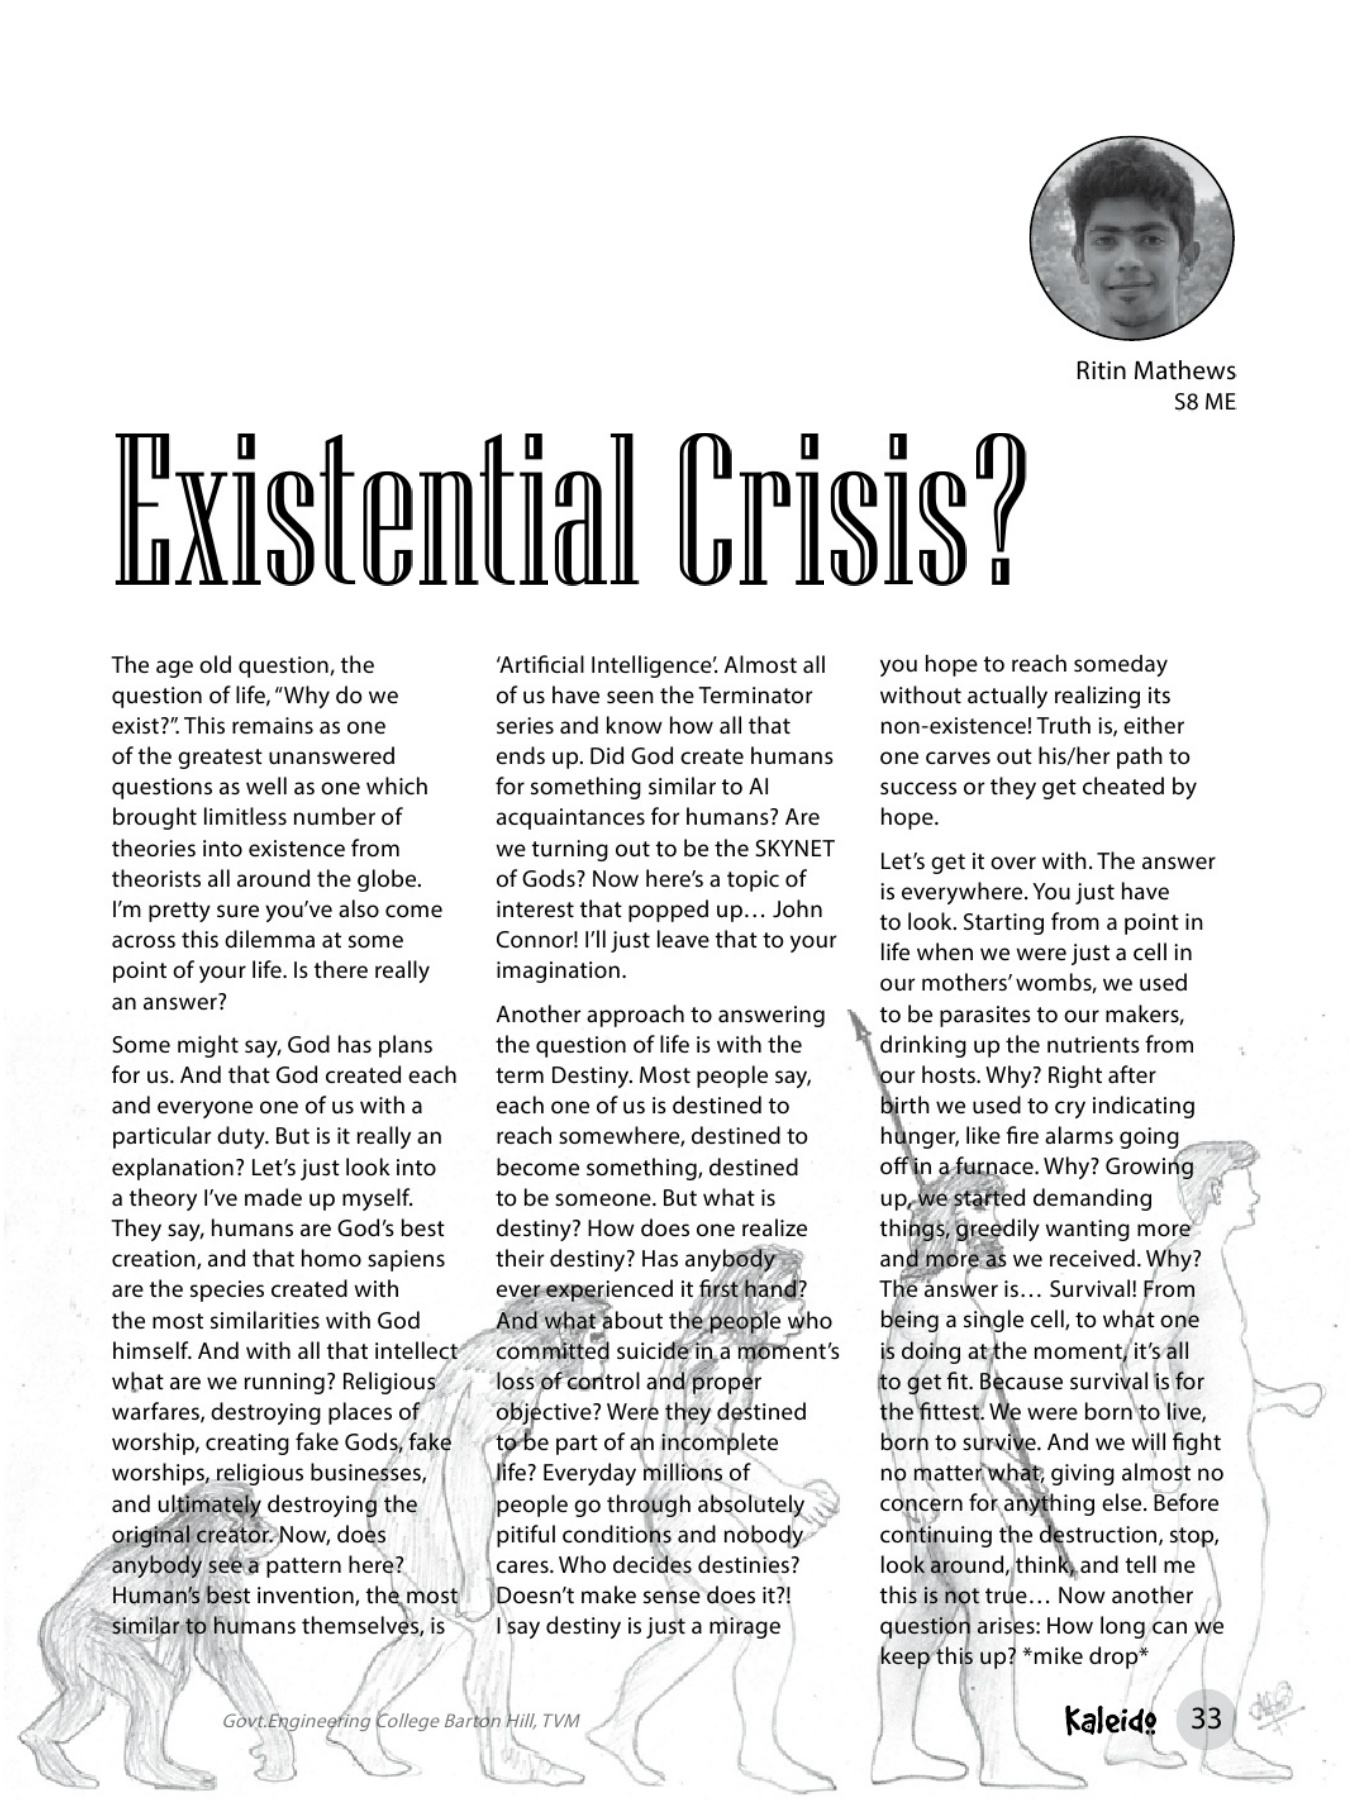 Ritin Mathews
S8 ME
Existential Crisis?
The age old question, the
question of life, “Why do we
exist?”. This remains as one
of the greatest unanswered
questions as well as one which
brought limitless number of
theories into existence from
theorists all around the globe.
I’m pretty sure you’ve also come
across this dilemma at some
point of your life. Is there really
an answer?
Some might say, God has plans
for us. And that God created each
and everyone one of us with a
particular duty. But is it really an
explanation? Let’s just look into
a theory I’ve made up myself.
They say, humans are God’s best
creation, and that homo sapiens
are the species created with
the most similarities with God
himself. And with all that intellect
what are we running? Religious
warfares, destroying places of
worship, creating fake Gods, fake
worships, religious businesses,
and ultimately destroying the
original creator. Now, does
anybody see a pattern here?
Human’s best invention, the most
similar to humans themselves, is
‘Artificial Intelligence’. Almost all
of us have seen the Terminator
series and know how all that
ends up. Did God create humans
for something similar to AI
acquaintances for humans? Are
we turning out to be the SKYNET
of Gods? Now here’s a topic of
interest that popped up… John
Connor! I’ll just leave that to your
imagination.
Another approach to answering
the question of life is with the
term Destiny. Most people say,
each one of us is destined to
reach somewhere, destined to
become something, destined
to be someone. But what is
destiny? How does one realize
their destiny? Has anybody
ever experienced it first hand?
And what about the people who
committed suicide in a moment’s
loss of control and proper
objective? Were they destined
to be part of an incomplete
life? Everyday millions of
people go through absolutely
pitiful conditions and nobody
cares. Who decides destinies?
Doesn’t make sense does it?!
I say destiny is just a mirage
you hope to reach someday
without actually realizing its
non-existence! Truth is, either
one carves out his/her path to
success or they get cheated by
hope.
Let’s get it over with. The answer
is everywhere. You just have
to look. Starting from a point in
life when we were just a cell in
our mothers’ wombs, we used
to be parasites to our makers,
drinking up the nutrients from
our hosts. Why? Right after
birth we used to cry indicating
hunger, like fire alarms going
off in a furnace. Why? Growing
up, we started demanding
things, greedily wanting more
and more as we received. Why?
The answer is… Survival! From
being a single cell, to what one
is doing at the moment, it’s all
to get fit. Because survival is for
the fittest. We were born to live,
born to survive. And we will fight
no matter what, giving almost no
concern for anything else. Before
continuing the destruction, stop,
look around, think, and tell me
this is not true… Now another
question arises: How long can we
keep this up? *mike drop*
Govt.Engineering College Barton Hill, TVM
Kaleido 33